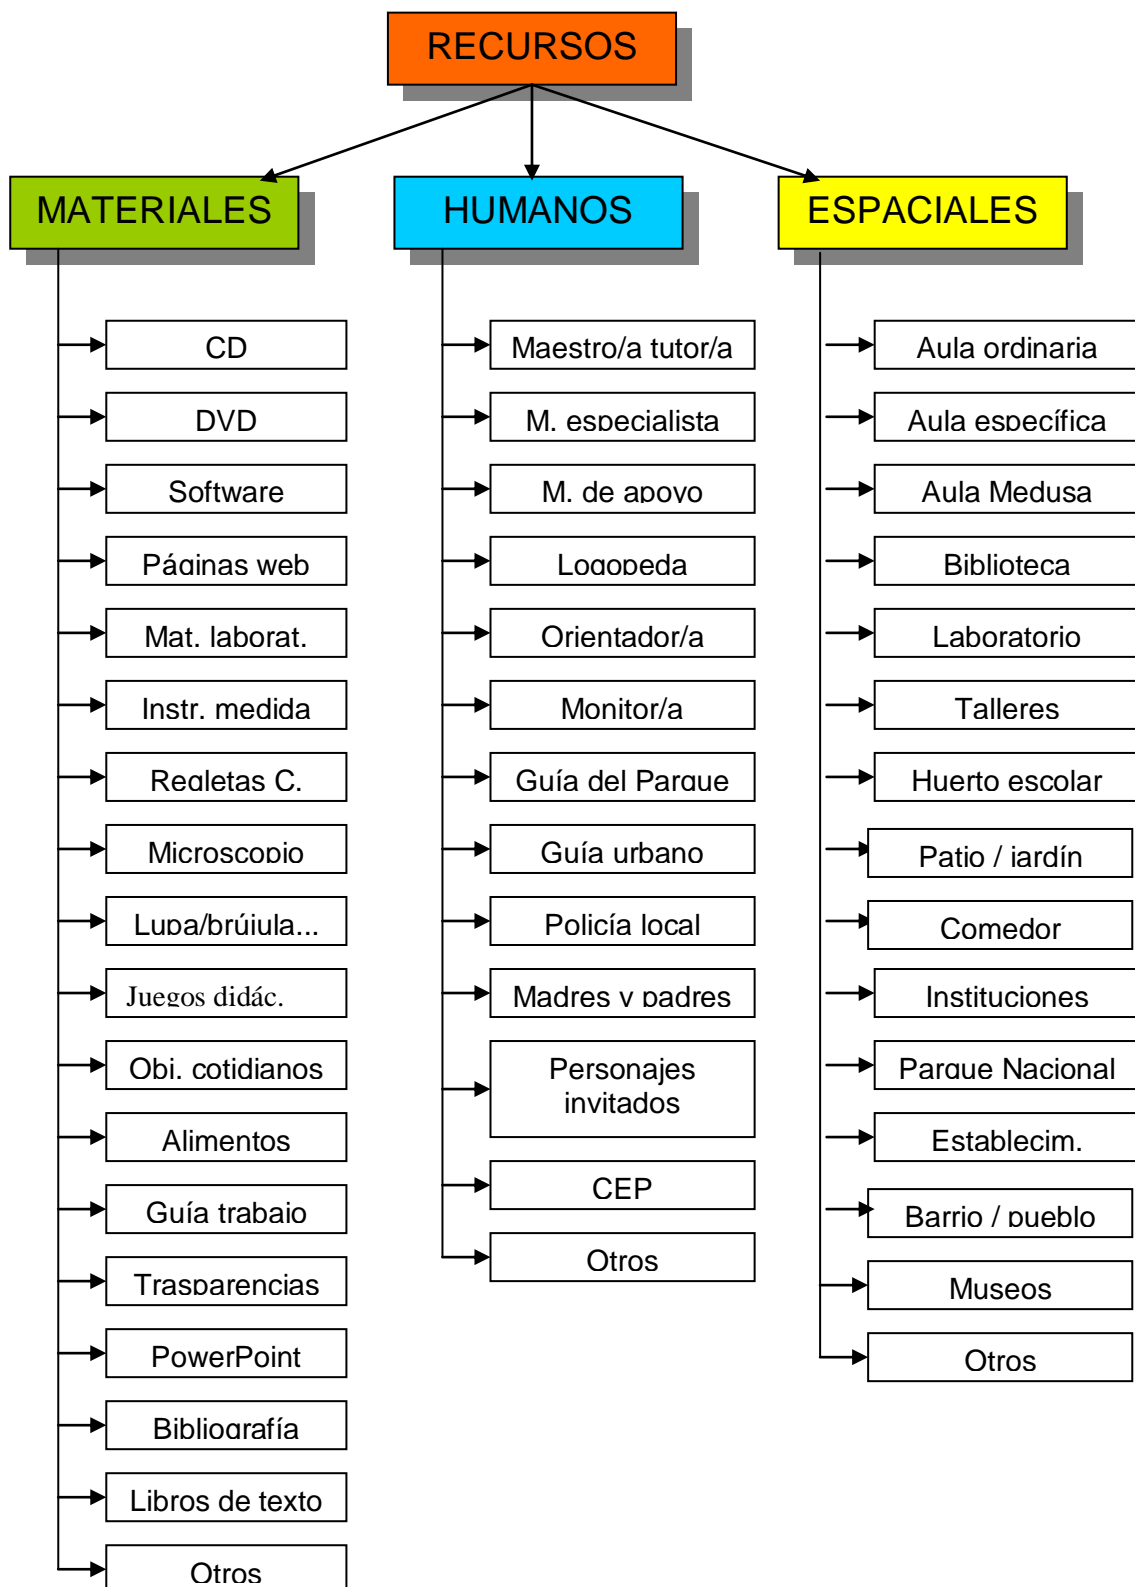 RECURSOS
MATERIALES
CD
DVD
Software
Páginas web
Mat. laborat.
Instr. medida
Regletas C.
Microscopio
Lupa/brújula...
Juegos didác.
Obj. cotidianos
Alimentos
Guía trabajo
Trasparencias
PowerPoint
Bibliografía
Libros de texto
Otros
HUMANOS
Maestro/a tutor/a
M. especialista
M. de apoyo
Logopeda
Orientador/a
Monitor/a
Guía del Parque
Guía urbano
Policía local
Madres y padres
Personajes
invitados
CEP
Otros
ESPACIALES
Aula ordinaria
Aula específica
Aula Medusa
Biblioteca
Laboratorio
Talleres
Huerto escolar
Patio / jardín
Comedor
Instituciones
Parque Nacional
Establecim.
Barrio / pueblo
Museos
Otros